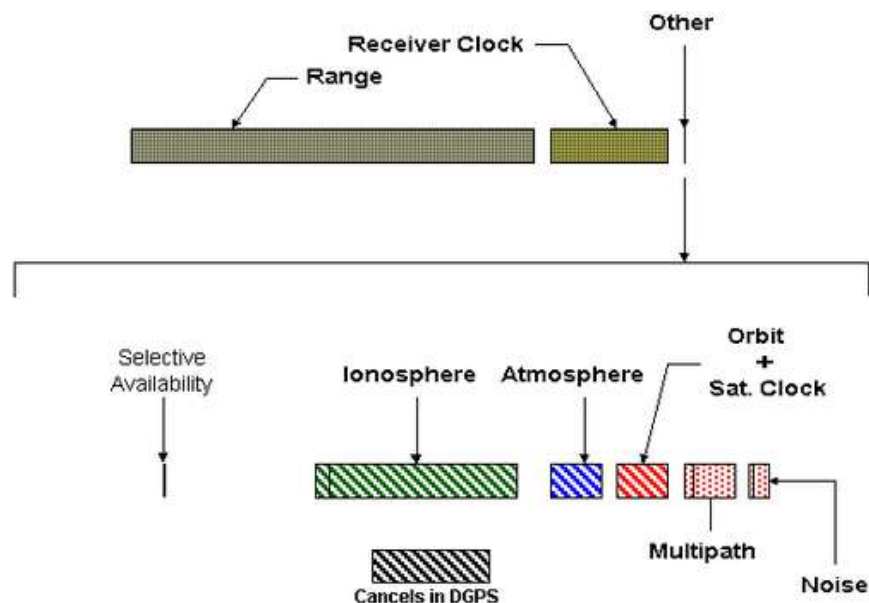 Other
Receiver Clock
Range
Selective
Availability
Ionosphere
Atmosphere
Orbit
+
Sat. Clock
Multipath
Noise
Cancels in DGPS